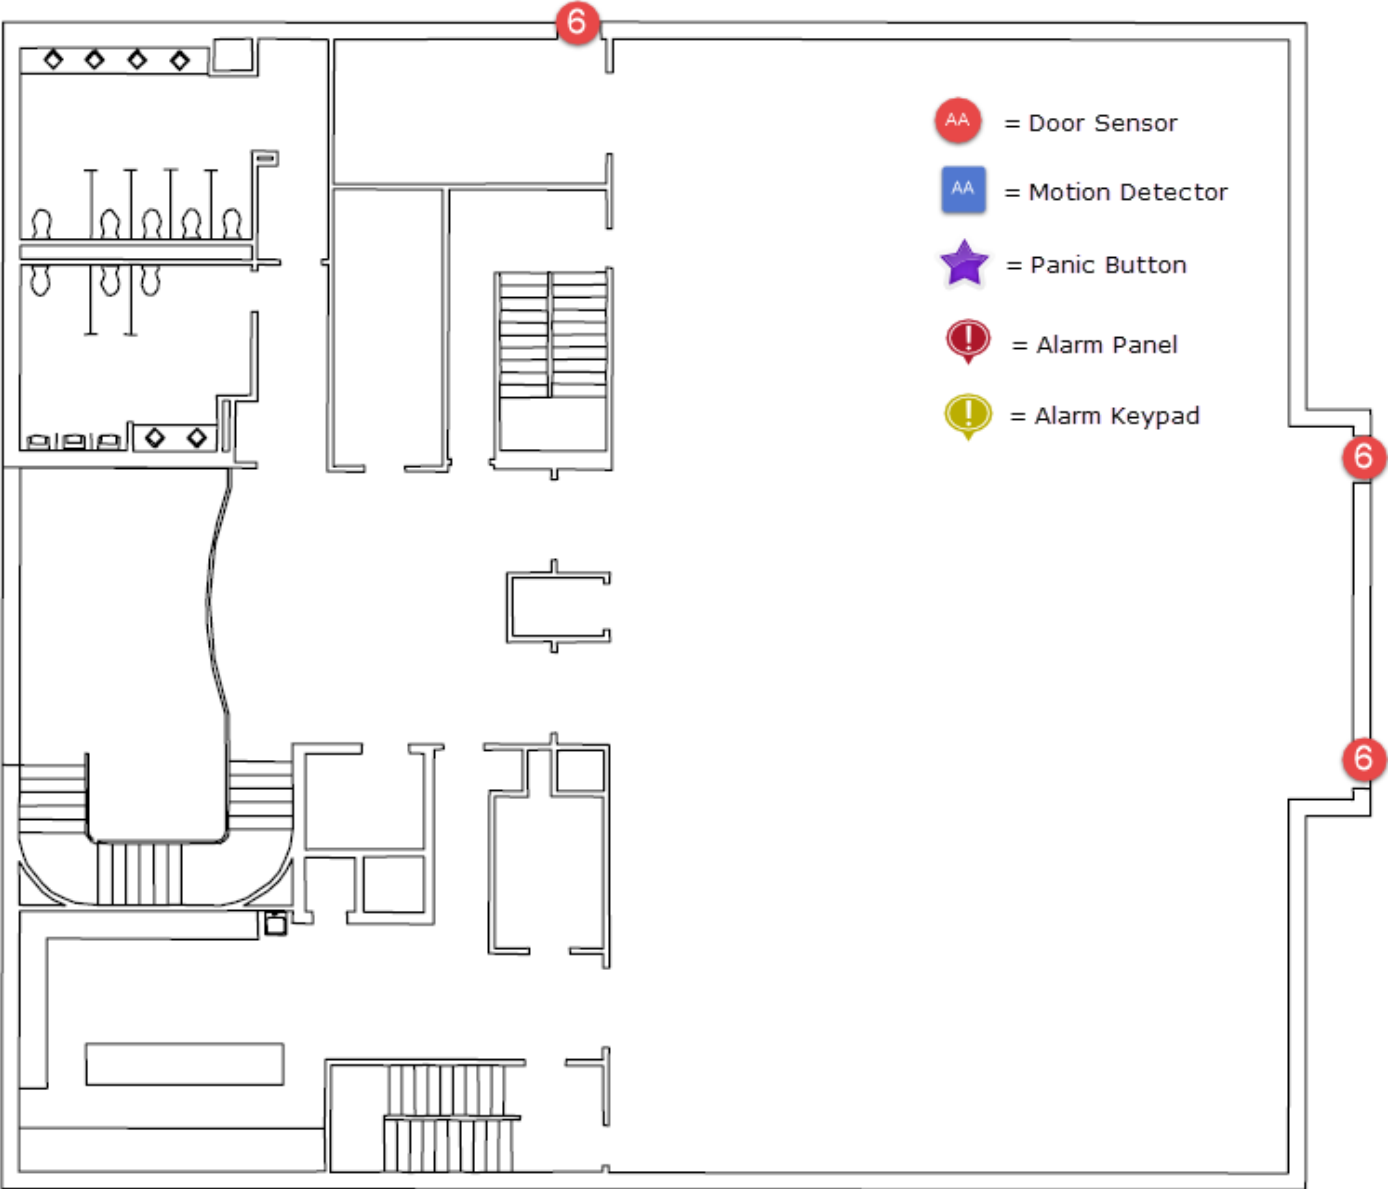 6
AA = Door Sensor
AA = Motion Detector
= Panic Button
! = Alarm Panel
! = Alarm Keypad
6
6